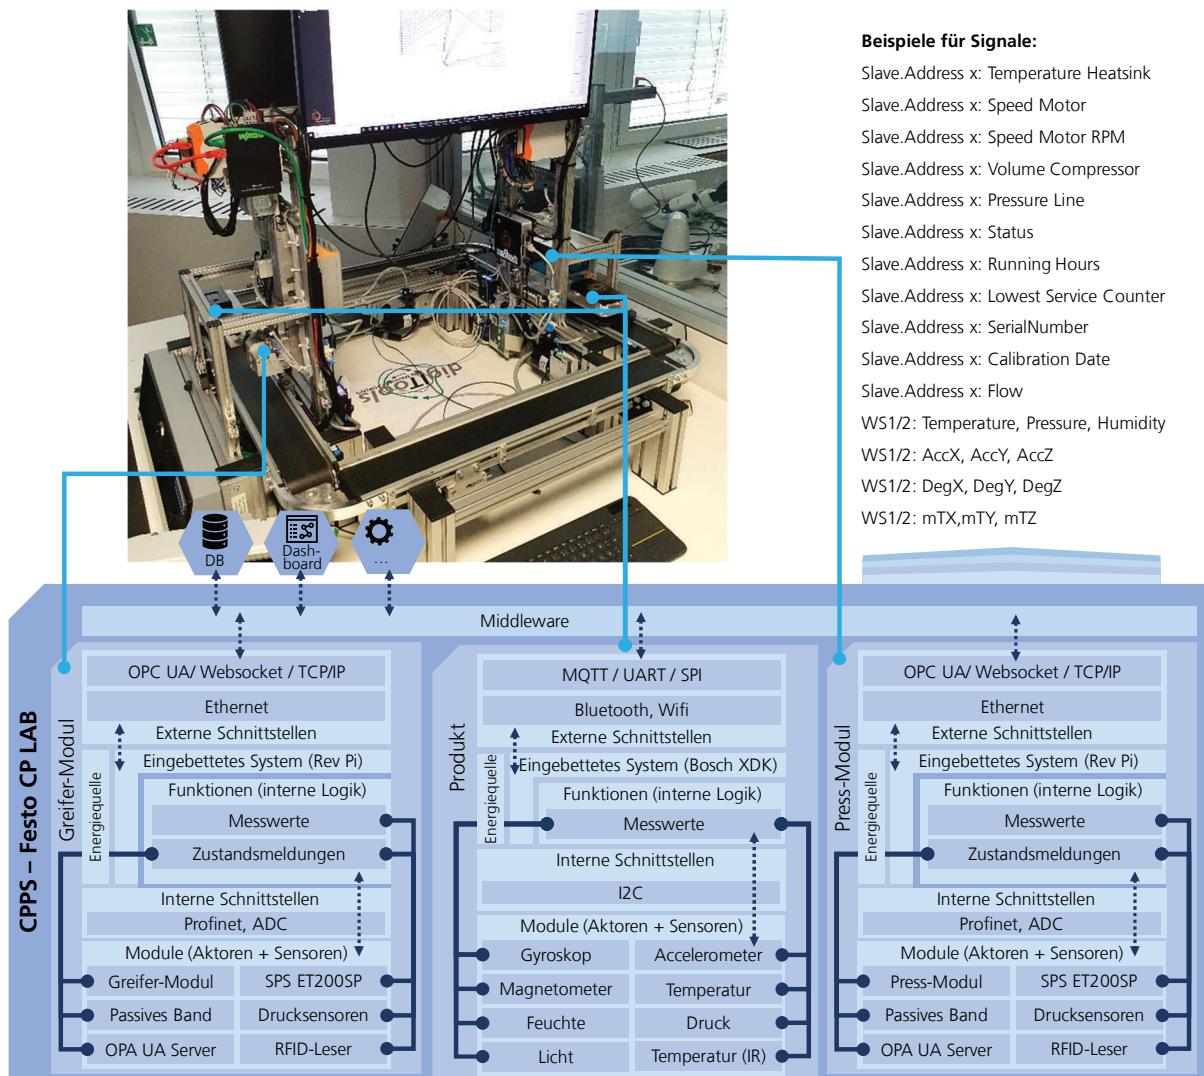 Beispiele für Signale:
Slave.Address x: Temperature Heatsink
Slave.Address x: Speed Motor
Slave.Address x: Speed Motor RPM
Slave.Address x: Volume Compressor
Slave.Address x: Pressure Line
Slave.Address x: Status
Slave.Address x: Running Hours
Slave.Address x: Lowest Service Counter
Slave.Address x: SerialNumber
Slave.Address x: Calibration Date
Slave.Address x: Flow
WS1/2: Temperature, Pressure, Humidity
WS1/2: AccX, AccY, AccZ
WS1/2: DegX, DegY, DegZ
WS1/2: mTX,mTY, mTZ
digiTools
DB
Dash-
board
...
Middleware
CPPS – Festo CP LAB
Greifer-Modul
OPC UA/ Websocket / TCP/IP
Ethernet
Externe Schnittstellen
Energiequelle
Eingebettetes System (Rev Pi)
Funktionen (interne Logik)
Messwerte
Zustandsmeldungen
Interne Schnittstellen
Profinet, ADC
Module (Aktoren + Sensoren)
Greifer-Modul
SPS ET200SP
Passives Band
Drucksensoren
OPA UA Server
RFID-Leser
Produkt
MQTT / UART / SPI
Bluetooth, Wifi
Externe Schnittstellen
Energiequelle
Eingebettetes System (Bosch XDK)
Funktionen (interne Logik)
Messwerte
Interne Schnittstellen
I2C
Module (Aktoren + Sensoren)
Gyroskop
Accelerometer
Magnetometer
Temperatur
Feuchte
Druck
Licht
Temperatur (IR)
Press-Modul
OPC UA/ Websocket / TCP/IP
Ethernet
Externe Schnittstellen
Energiequelle
Eingebettetes System (Rev Pi)
Funktionen (interne Logik)
Messwerte
Zustandsmeldungen
Interne Schnittstellen
Profinet, ADC
Module (Aktoren + Sensoren)
Press-Modul
SPS ET200SP
Passives Band
Drucksensoren
OPA UA Server
RFID-Leser